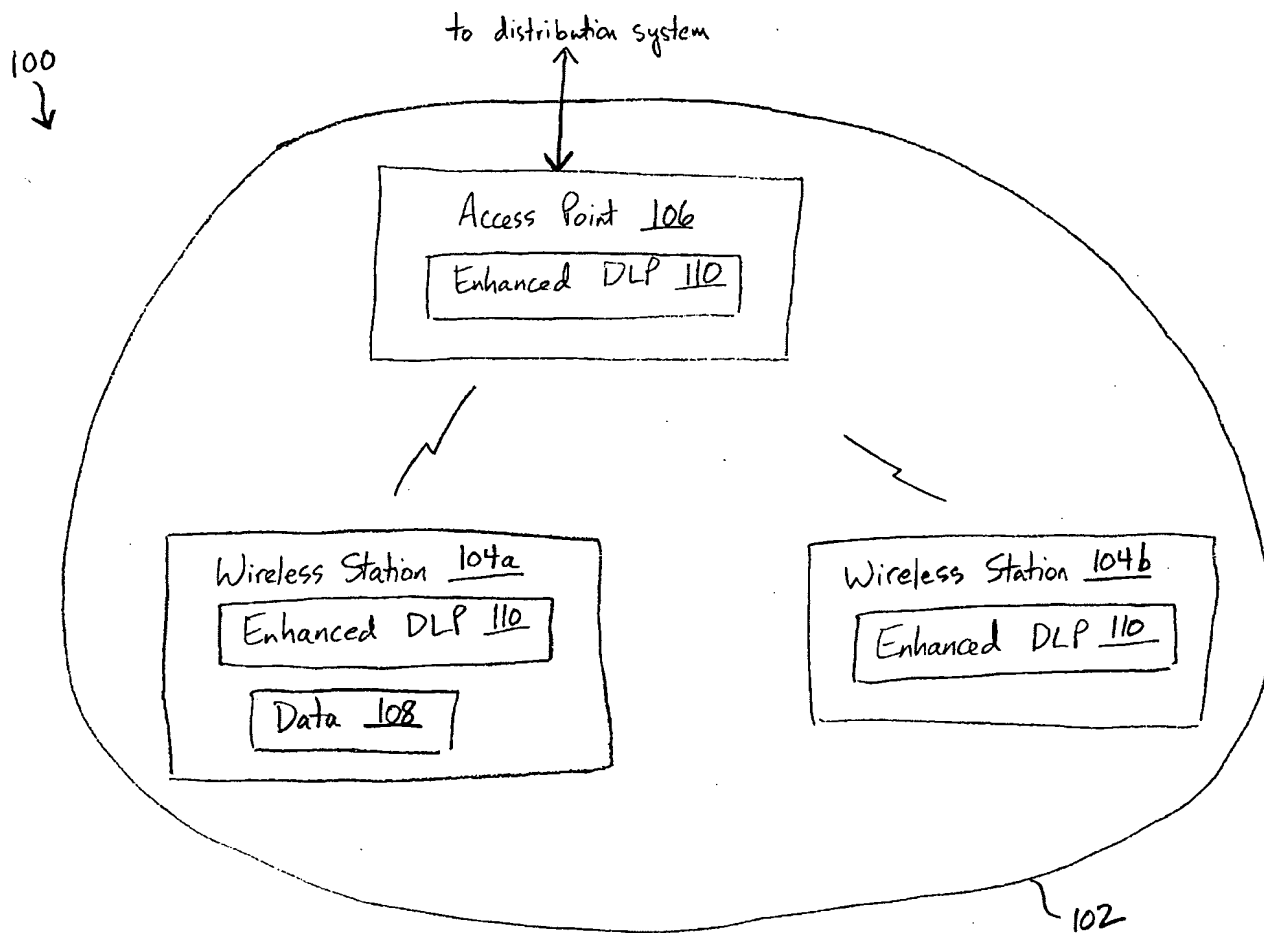 to distribution system
100
Access Point 106
Enhanced DLP 110
Wireless Station 104a
Enhanced DLP 110
Data 108
Wireless Station 104b
Enhanced DLP 110
102